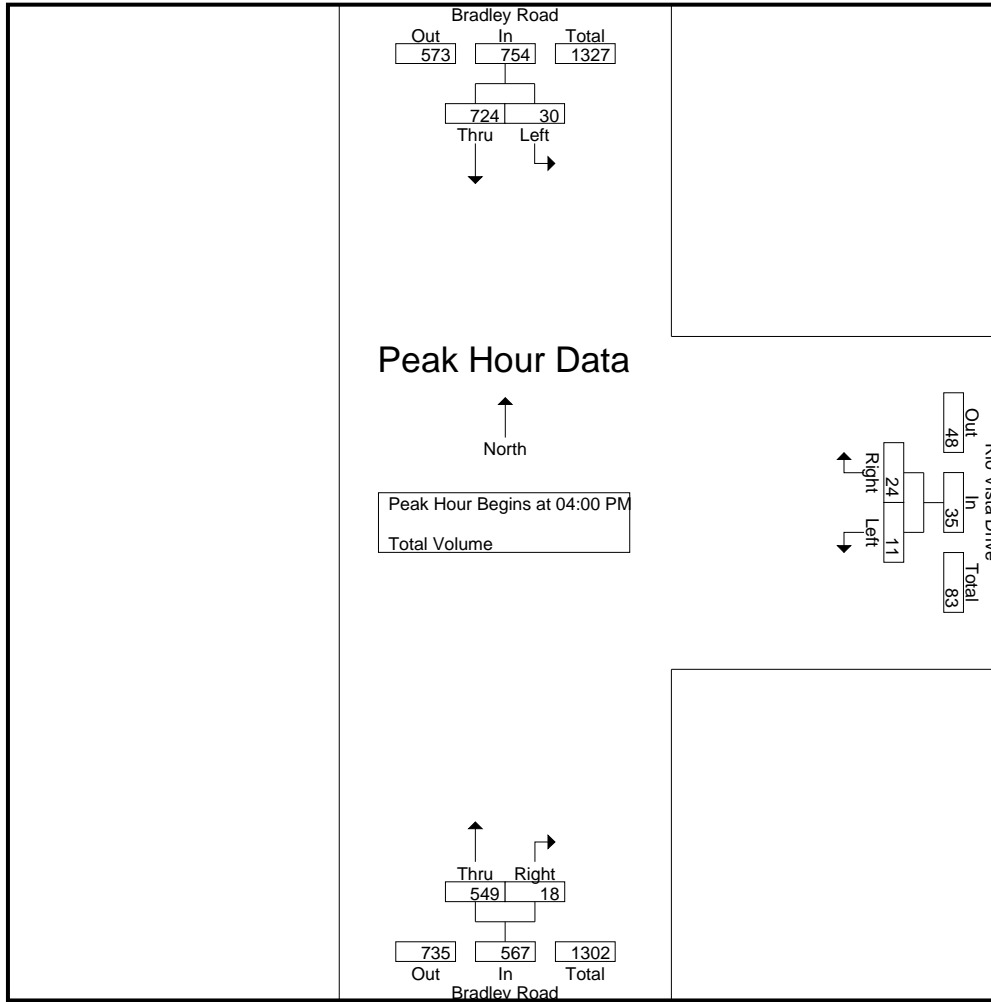 Bradley Road
Out In Total
573 754 1327
724 30
Thru Left
Peak Hour Data
North
Peak Hour Begins at 04:00 PM
Total Volume
Vista Drive
Out In Total
48 35 83
24 11
Right Left
Thru Right
549 18
735 567 1302
Out In Total
Bradley Road